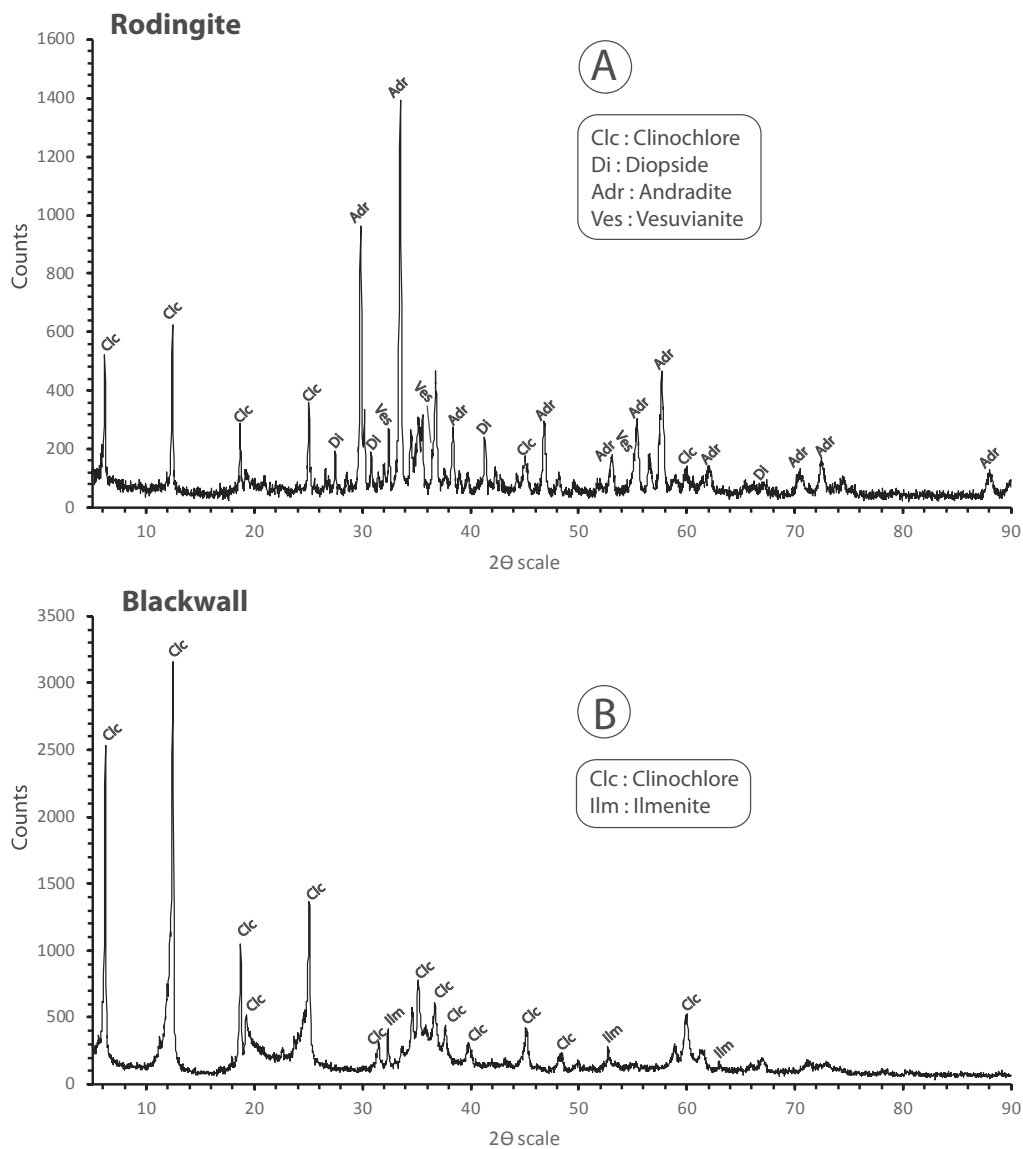 Rodingite
A
Clc : Clinochlore
Di : Diopside
Adr : Andradite
Ves : Vesuvianite
Counts
1600
1400
1200
1000
800
600
400
200
0
Clc
Clc
Clc
Clc
Di
Adr
Di
Ves
Adr
Ves
Adr
Di
Clc
Adr
Adr
Ves
Adr
Adr
Clc
Adr
Di
Adr
Adr
Adr
10 20 30 40 50 60 70 80 90
2Θ scale
Blackwall
B
Clc : Clinochlore
Ilm : Ilmenite
Counts
3500
3000
2500
2000
1500
1000
500
0
Clc
Clc
Clc
Clc
Clc
Clc
Ilm
Clc
Clc
Clc
Clc
Clc
Clc
Ilm
Clc
Ilm
10 20 30 40 50 60 70 80 90
2Θ scale